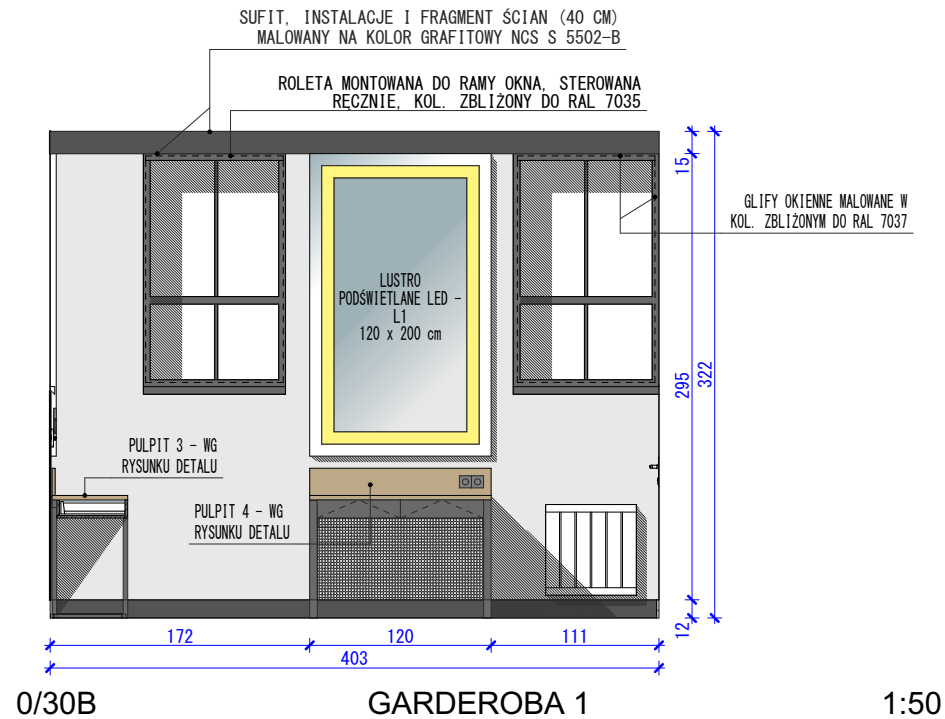 SUFIT, INSTALACJE I FRAGMENT ŚCIAN (40 CM)
MALOWANY NA KOLOR GRAFITOWY NCS S 5502-B
ROLETA MONTOWANA DO RAMY OKNA, STEROWANA
RĘCZNIE, KOL. ZBLIŻONY DO RAL 7035
GLIFY OKIENNE MALOWANE W
KOL. ZBLIŻONYM DO RAL 7037
LUSTRO
PODŚWIETLANE LED -
L1
120 x 200 cm
PULPIT 3 - WG
RYSUNKU DETALU
PULPIT 4 - WG
RYSUNKU DETALU
15
295
322
12
172
120
111
403
0/30B
GARDEROBA 1
1:50